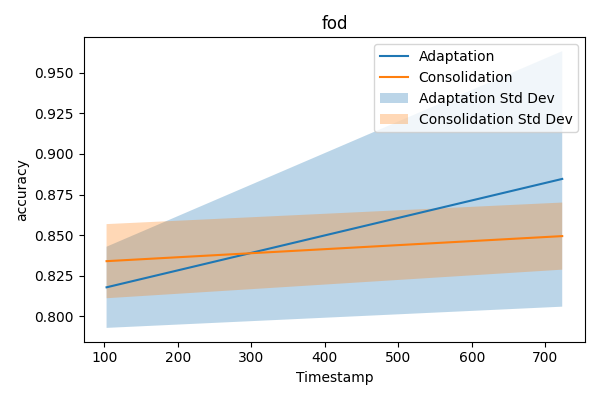 fod
Adaptation
Consolidation
Adaptation Std Dev
Consolidation Std Dev
accuracy
0.950
0.925
0.900
0.875
0.850
0.825
0.800
100 200 300 400 500 600 700
Timestamp